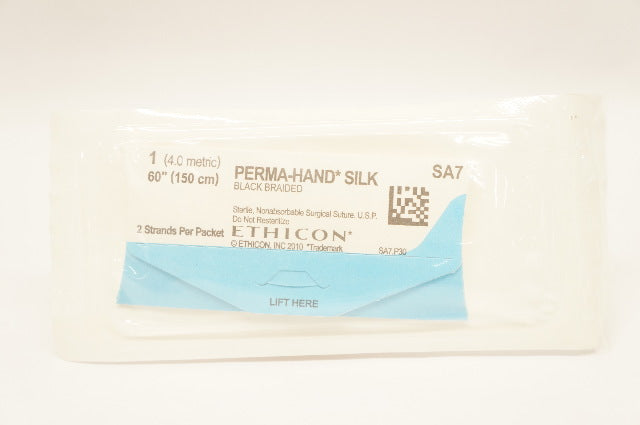 1 (4.0 metric)
60" (150 cm)
PERMA-HAND* SILK
BLACK BRAIDED
SA7
Sterile, Nonabsorbable Surgical Suture, U.S.P.
Do Not Resterilize
2 Strands Per Packet
ETHICON*
© ETHICON, INC 2010 *Trademark
SA7.P30
LIFT HERE